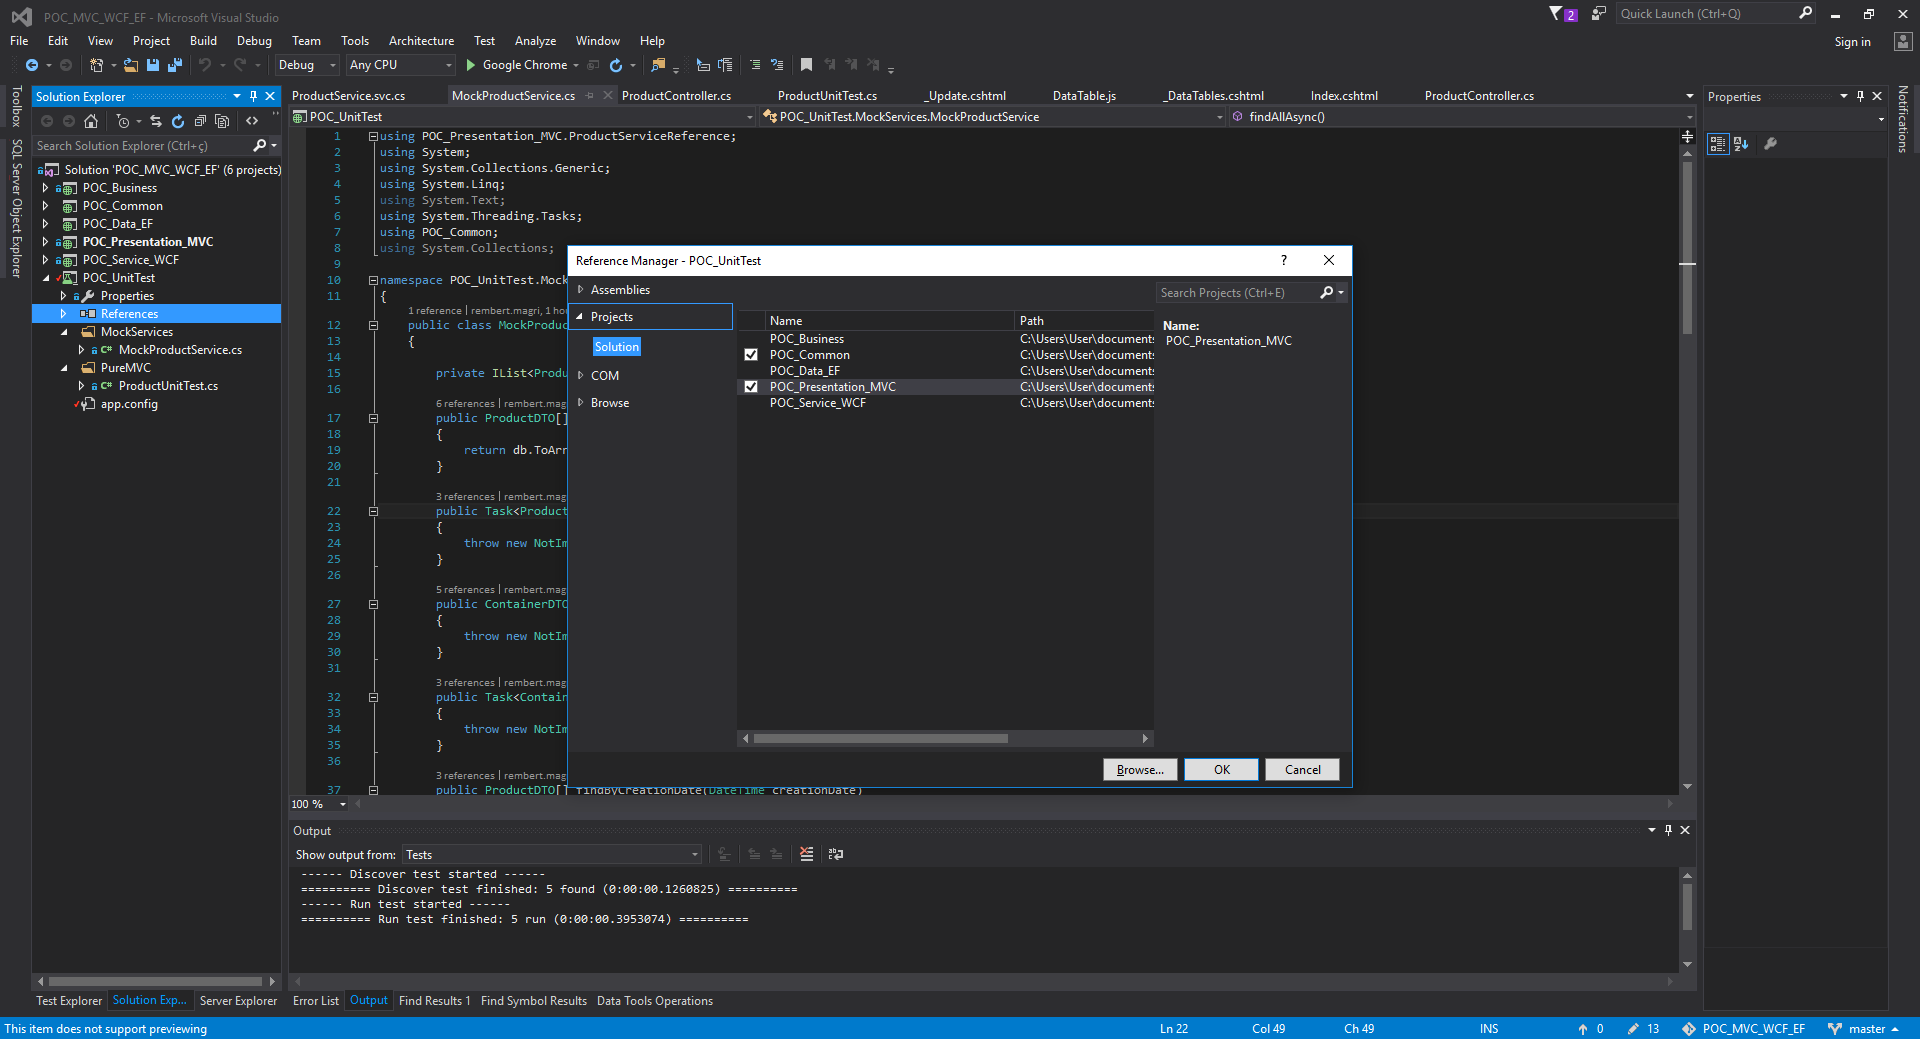 POC_MVC_WCF_EF - Microsoft Visual Studio
2
Quick Launch (Ctrl+Q)
File Edit View Project Build Debug Team Tools Architecture Test Analyze Window Help
Sign in
Debug Any CPU Google Chrome
Toolbox
SQL Server Object Explorer
Solution Explorer
Search Solution Explorer (Ctrl+ç)
Solution 'POC_MVC_WCF_EF' (6 projects)
POC_Business
POC_Common
POC_Data_EF
POC_Presentation_MVC
POC_Service_WCF
POC_UnitTest
Properties
References
MockServices
MockProductService.cs
PureMVC
ProductUnitTest.cs
app.config
Test Explorer Solution Exp... Server Explorer
ProductService.svc.cs MockProductService.cs ProductController.cs ProductUnitTest.cs _Update.cshtml DataTable.js _DataTables.cshtml Index.cshtml ProductController.cs
POC_UnitTest POC_UnitTest.MockServices.MockProductService findAllAsync()
1 using POC_Presentation_MVC.ProductServiceReference;
2 using System;
3 using System.Collections.Generic;
4 using System.Linq;
5 using System.Text;
6 using System.Threading.Tasks;
7 using POC_Common;
8 using System.Collections;
9
10 namespace POC_UnitTest.Mock
11 {
1 reference | rembert.magri, 1 hou
12 public class MockProduc
13 {
14
15 private IList<Produ
16
6 references | rembert.mag
17 public ProductDTO[]
18 {
19 return db.ToArr
20 }
21
3 references | rembert.mag
22 public Task<Product
23 {
24 throw new NotIm
25 }
26
5 references | rembert.mag
27 public ContainerDTO
28 {
29 throw new NotIm
30 }
31
3 references | rembert.mag
32 public Task<Contain
33 {
34 throw new NotIm
35 }
36
3 references | rembert.mag
37 public ProductDTO[] findByCreationDate(DateTime creationDate)
100 %
Reference Manager - POC_UnitTest
?
Assemblies
Projects
Solution
COM
Browse
Search Projects (Ctrl+E)
Name Path
POC_Business C:\Users\User\documents
POC_Common C:\Users\User\documents
POC_Data_EF C:\Users\User\documents
POC_Presentation_MVC C:\Users\User\documents
POC_Service_WCF C:\Users\User\documents
Name:
POC_Presentation_MVC
Browse... OK Cancel
Output
Show output from: Tests
------ Discover test started ------
========== Discover test finished: 5 found (0:00:00.1260825) ==========
------ Run test started ------
========== Run test finished: 5 run (0:00:00.3953074) ==========
Error List Output Find Results 1 Find Symbol Results Data Tools Operations
Properties
Notifications
This item does not support previewing Ln 22 Col 49 Ch 49 INS 0 13 POC_MVC_WCF_EF master